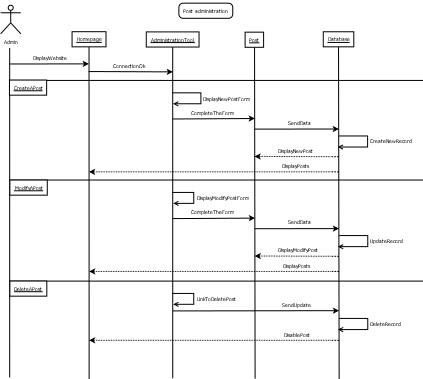 Post administration
Admin
Homepage
AdministrationTool
Post
Database
DisplayWebsite
ConnectionOk
CreateAPost
DisplayNewPostForm
CompleteTheForm
SendData
CreateNewRecord
DisplayNewPost
DisplayPosts
ModifyAPost
DisplayModifyPostForm
CompleteTheForm
SendData
UpdateRecord
DisplayModifyPost
DisplayPosts
DeleteAPost
LinkToDeletePost
SendUpdate
DeleteRecord
DisablePost